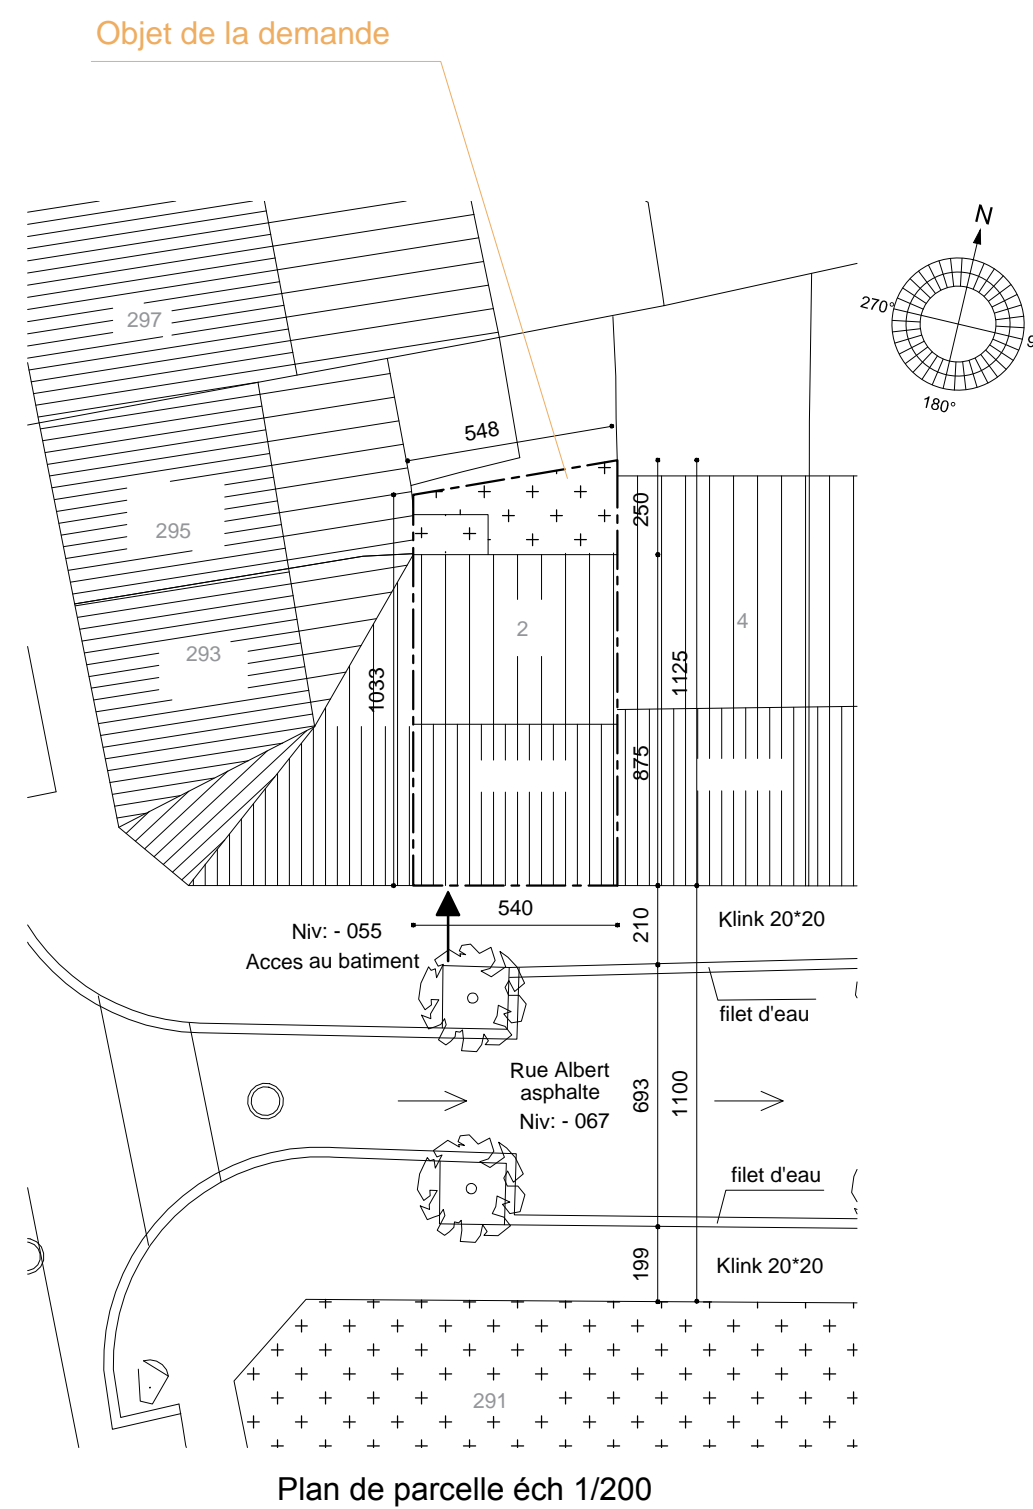 Objet de la demande
N
297
270°
9
180°
548
295
250
2
4
293
1033
1125
875
540
210
Klink 20*20
Niv: - 055
Acces au batiment
filet d'eau
Rue Albert
asphalte
Niv: - 067
693
1100
filet d'eau
199
Klink 20*20
291
Plan de parcelle éch 1/200